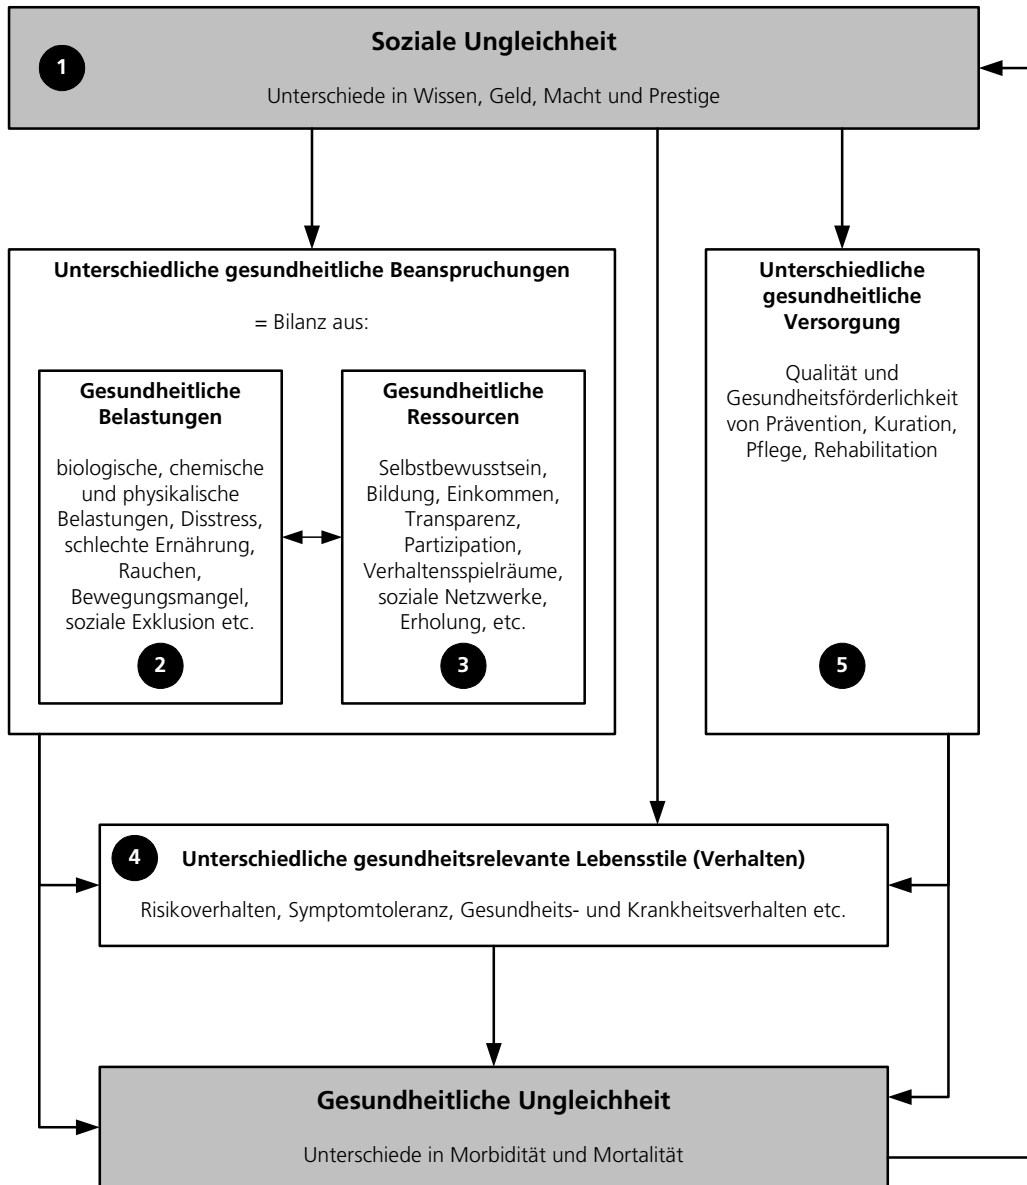 Soziale Ungleichheit
1
Unterschiede in Wissen, Geld, Macht und Prestige
Unterschiedliche gesundheitliche Beanspruchungen
= Bilanz aus:
Gesundheitliche
Belastungen
biologische, chemische
und physikalische
Belastungen, Disstress,
schlechte Ernährung,
Rauchen,
Bewegungsmangel,
soziale Exklusion etc.
2
Gesundheitliche
Ressourcen
Selbstbewusstsein,
Bildung, Einkommen,
Transparenz,
Partizipation,
Verhaltensspielräume,
soziale Netzwerke,
Erholung, etc.
3
Unterschiedliche
gesundheitliche
Versorgung
Qualität und
Gesundheitsförderlichkeit
von Prävention, Kuration,
Pflege, Rehabilitation
5
4 Unterschiedliche gesundheitsrelevante Lebensstile (Verhalten)
Risikoverhalten, Symptomtoleranz, Gesundheits- und Krankheitsverhalten etc.
Gesundheitliche Ungleichheit
Unterschiede in Morbidität und Mortalität